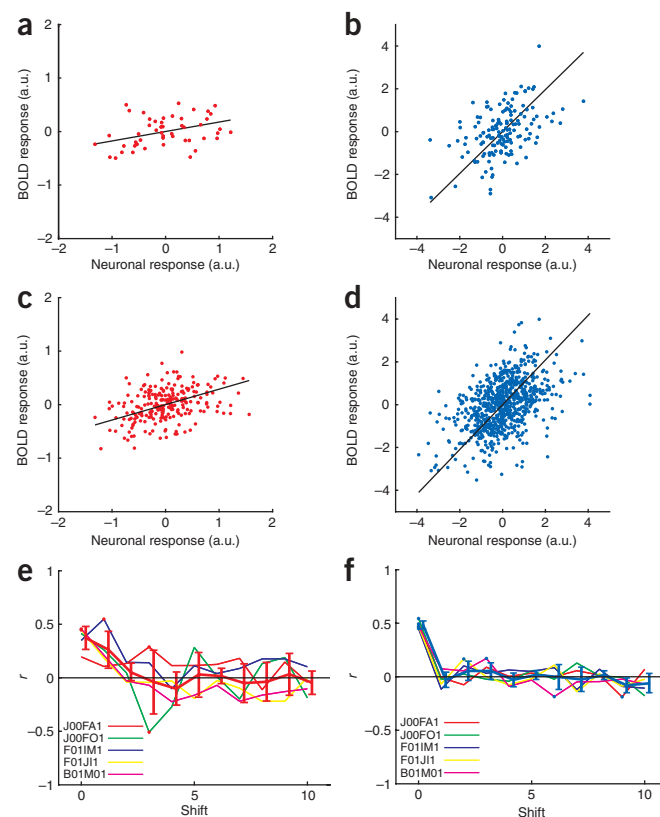 a
2
1
0
−1
−2
−2 −1 0 1 2
BOLD response (a.u.)
Neuronal response (a.u.)
b
4
2
0
−2
−4
−4 −2 0 2 4
BOLD response (a.u.)
Neuronal response (a.u.)
c
2
1
0
−1
−2
−2 −1 0 1 2
BOLD response (a.u.)
Neuronal response (a.u.)
d
4
2
0
−2
−4
−4 −2 0 2 4
BOLD response (a.u.)
Neuronal response (a.u.)
e
1
0.5
0
−0.5
−1
r
J00FA1
J00FO1
F01IM1
F01JI1
B01M01
0 5 10
Shift
f
1
0.5
0
−0.5
−1
r
J00FA1
J00FO1
F01IM1
F01JI1
B01M01
0 5 10
Shift